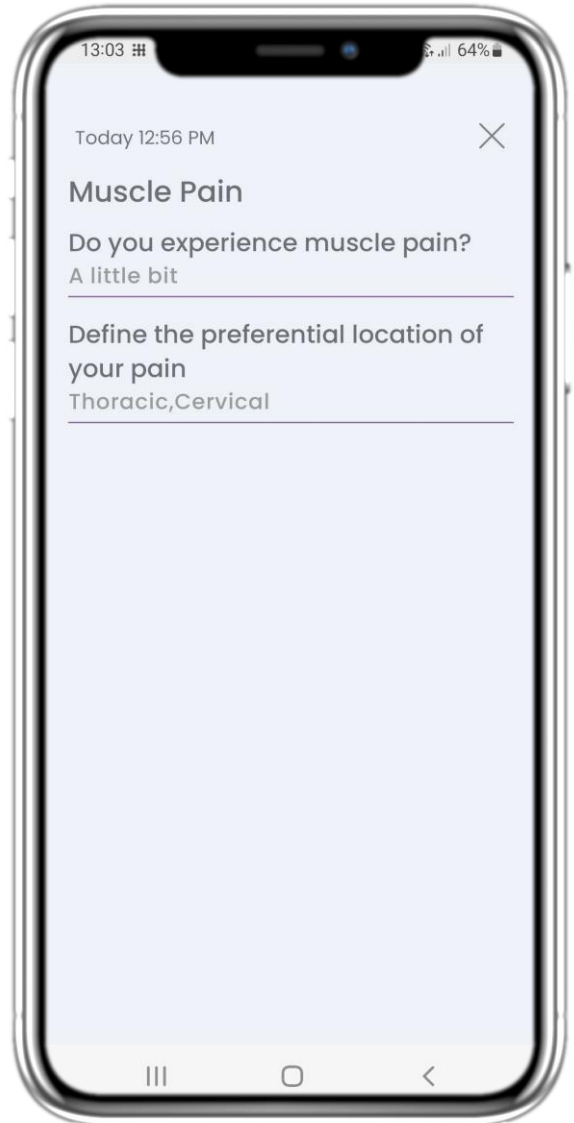 13:03 64%
Today 12:56 PM
Muscle Pain
Do you experience muscle pain?
A little bit
Define the preferential location of
your pain
Thoracic,Cervical